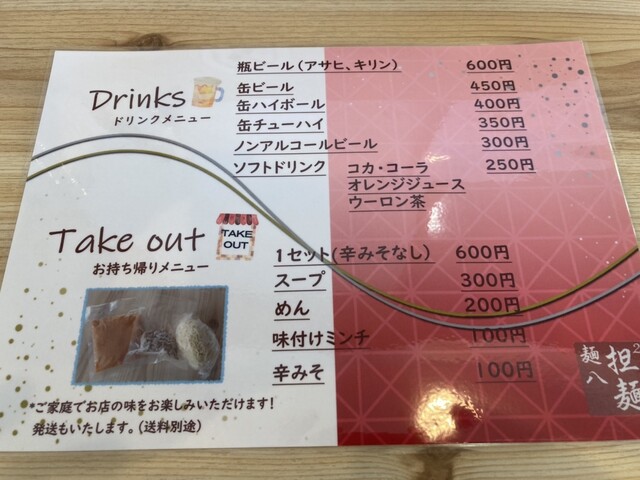 Drinks
ドリンクメニュー
瓶ビール(アサヒ、キリン) 600円
缶ビール 450円
缶ハイボール 400円
缶チューハイ 350円
ノンアルコールビール 300円
ソフトドリンク コカ・コーラ 250円
オレンジジュース
ウーロン茶
Take out
TAKE
OUT
お持ち帰りメニュー
1セット(辛みそなし) 600円
スープ 300円
めん 200円
味付けミンチ 100円
辛みそ 100円
*ご家庭でお店の味をお楽しみいただけます!
発送もいたします。(送料別途)
担麺
麺八